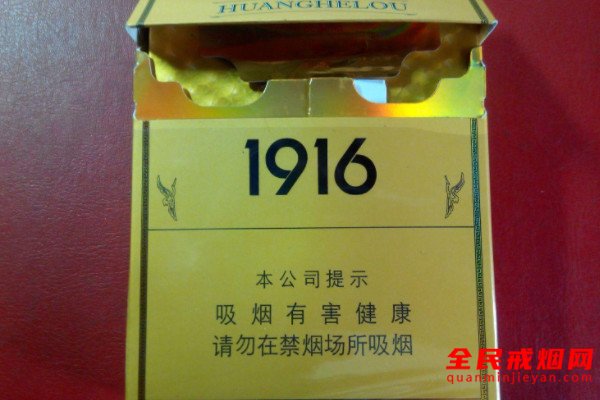 HUANGHELOU
1916
本公司提示
吸烟有害健康
请勿在禁烟场所吸烟
全民戒烟网
quanminjieyan.com